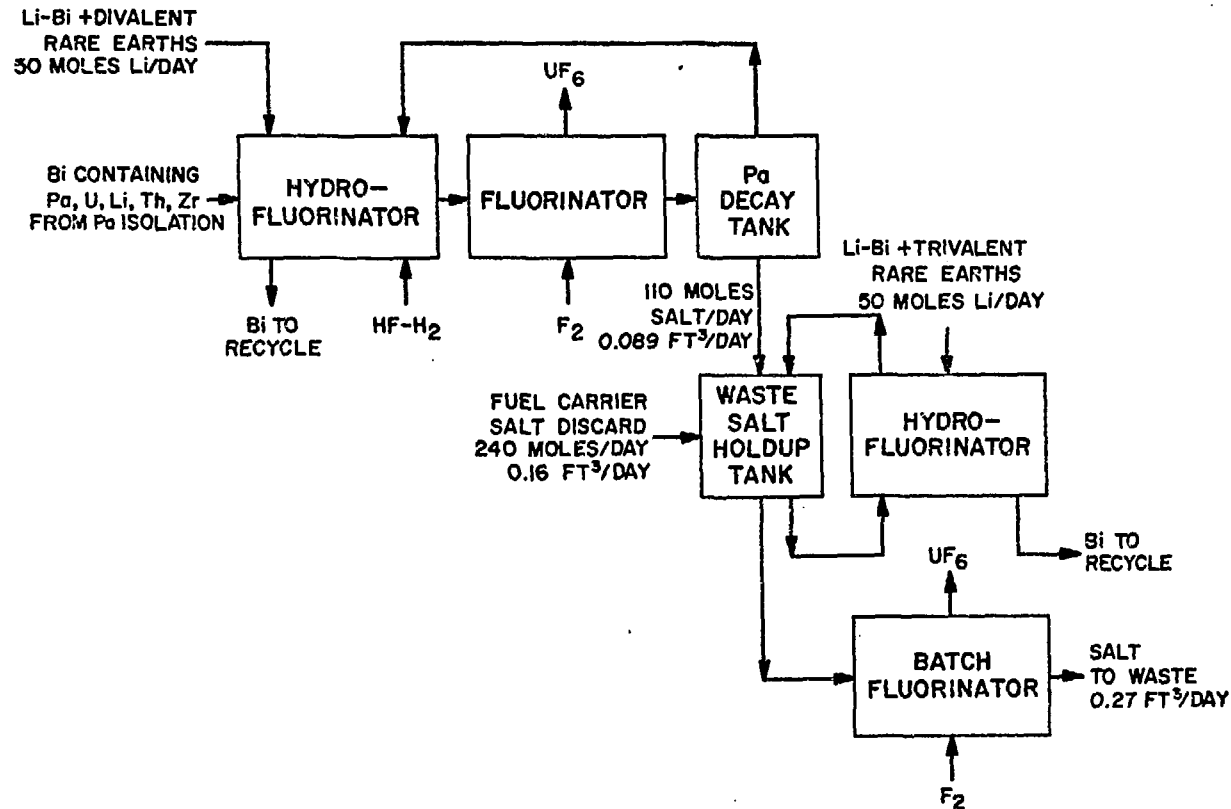 Li-Bi + DIVALENT
RARE EARTHS
50 MOLES Li/DAY
UF6
Bi CONTAINING
Pa, U, Li, Th, Zr
FROM Pa ISOLATION
HYDRO-
FLUORINATOR
FLUORINATOR
Pa
DECAY
TANK
Bi TO
RECYCLE
HF-H2
F2
110 MOLES
SALT/DAY
0.089 FT3/DAY
Li-Bi + TRIVALENT
RARE EARTHS
50 MOLES Li/DAY
FUEL CARRIER
SALT DISCARD
240 MOLES/DAY
0.16 FT3/DAY
WASTE
SALT
HOLDUP
TANK
HYDRO-
FLUORINATOR
Bi TO
RECYCLE
UF6
BATCH
FLUORINATOR
SALT
TO WASTE
0.27 FT3/DAY
F2